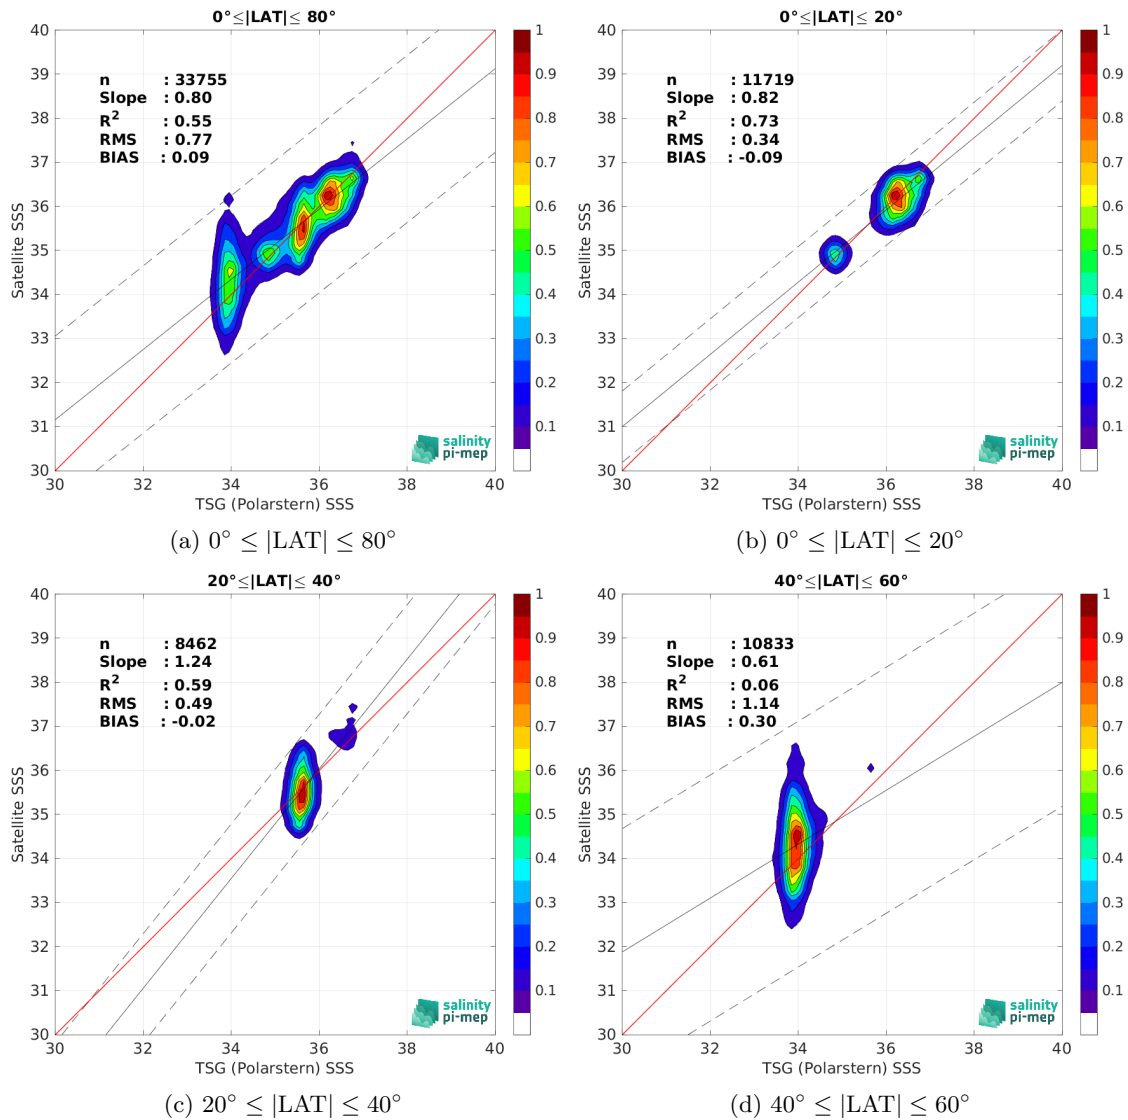 0°≤|LAT|≤ 80°
n : 33755
Slope : 0.80
R² : 0.55
RMS : 0.77
BIAS : 0.09
40
39
38
37
36
35
34
33
32
31
30
30 32 34 36 38 40
Satellite SSS
TSG (Polarstern) SSS
1
0.9
0.8
0.7
0.6
0.5
0.4
0.3
0.2
0.1
salinity
pi-mep
(a) 0° ≤ |LAT| ≤ 80°
0°≤|LAT|≤ 20°
n : 11719
Slope : 0.82
R² : 0.73
RMS : 0.34
BIAS : -0.09
40
39
38
37
36
35
34
33
32
31
30
30 32 34 36 38 40
Satellite SSS
TSG (Polarstern) SSS
1
0.9
0.8
0.7
0.6
0.5
0.4
0.3
0.2
0.1
salinity
pi-mep
(b) 0° ≤ |LAT| ≤ 20°
20°≤|LAT|≤ 40°
n : 8462
Slope : 1.24
R² : 0.59
RMS : 0.49
BIAS : -0.02
40
39
38
37
36
35
34
33
32
31
30
30 32 34 36 38 40
Satellite SSS
TSG (Polarstern) SSS
1
0.9
0.8
0.7
0.6
0.5
0.4
0.3
0.2
0.1
salinity
pi-mep
(c) 20° ≤ |LAT| ≤ 40°
40°≤|LAT|≤ 60°
n : 10833
Slope : 0.61
R² : 0.06
RMS : 1.14
BIAS : 0.30
40
39
38
37
36
35
34
33
32
31
30
30 32 34 36 38 40
Satellite SSS
TSG (Polarstern) SSS
1
0.9
0.8
0.7
0.6
0.5
0.4
0.3
0.2
0.1
salinity
pi-mep
(d) 40° ≤ |LAT| ≤ 60°